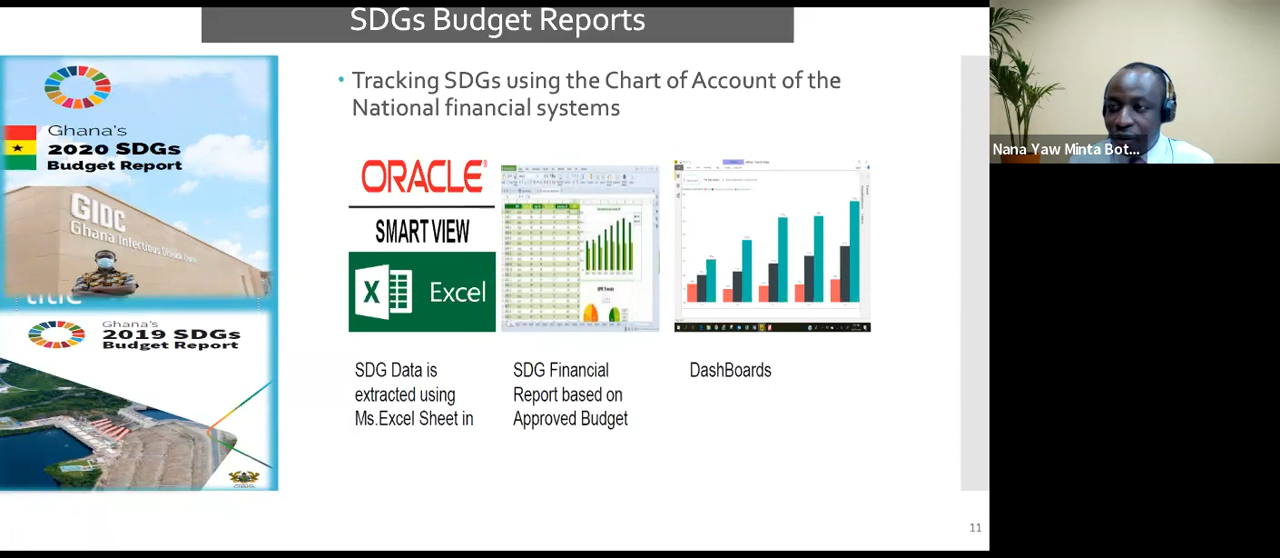 SDGs Budget Reports
Ghana's
2020 SDGs
Budget Report
GIDC
Ghana Infectious Disease
title
Ghana's
2019 SDGs
Budget Report
• Tracking SDGs using the Chart of Account of the
National financial systems
ORACLE®
SMART VIEW
X Excel
SDG Data is
extracted using
Ms.Excel Sheet in
SDG Financial
Report based on
Approved Budget
DashBoards
11
Nana Yaw Minta Bot...